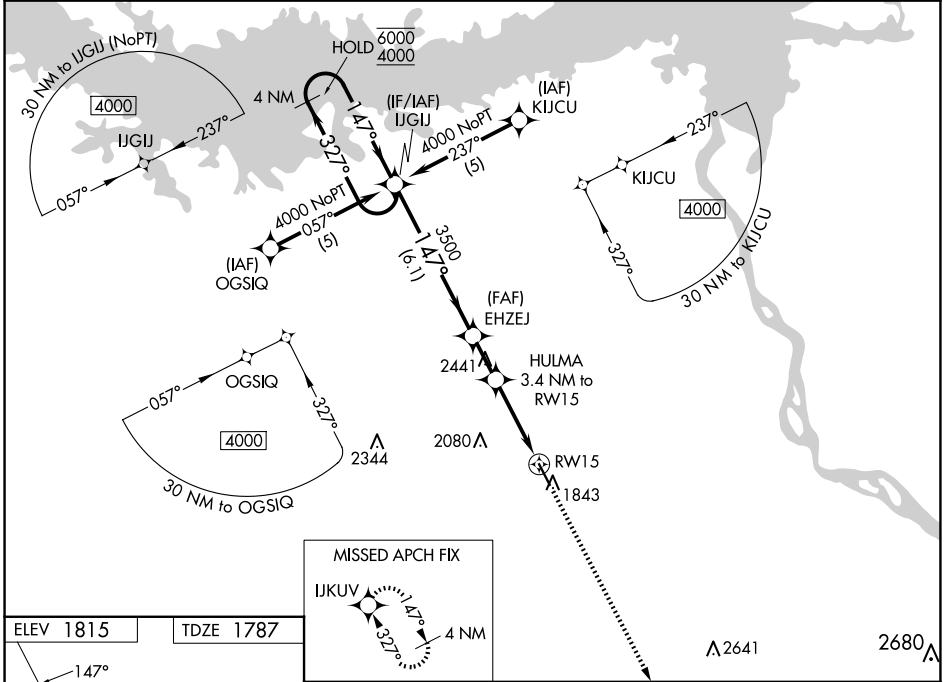 30 NM to IJGIJ (NoPT)
4000
IJGIJ
237°
057°
HOLD 6000
4000
4 NM
147°
327°
(IF/IAF)
IJGIJ
(IAF)
KIJCU
4000 NoPT
237°
(5)
4000 NoPT
057°
(5)
(IAF)
OGSIQ
3500
147°
(6.1)
237°
KIJCU
4000
327°
30 NM to KIJCU
(FAF)
EHZEJ
2441
HULMA
3.4 NM to
RW15
OGSIQ
057°
327°
4000
30 NM to OGSIQ
2344
2080
RW15
1843
MISSED APCH FIX
IJKUV
147°
327°
4 NM
ELEV 1815
TDZE 1787
147°
2641
2680